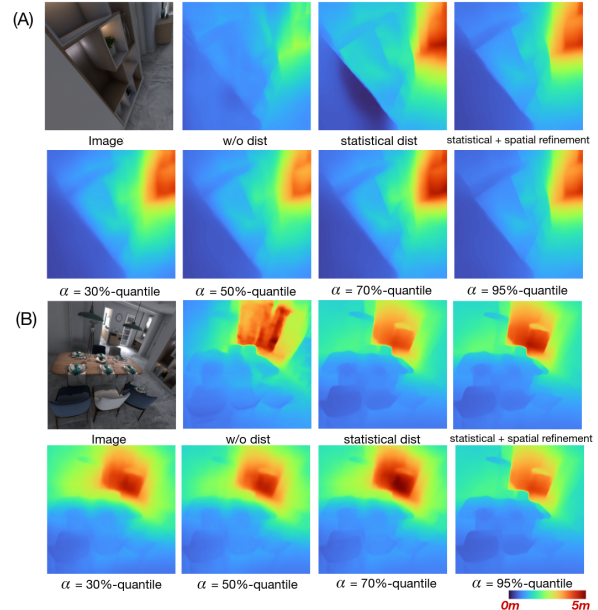 (A)
Image w/o dist statistical dist statistical + spatial refinement
α = 30%-quantile α = 50%-quantile α = 70%-quantile α = 95%-quantile
(B)
Image w/o dist statistical dist statistical + spatial refinement
α = 30%-quantile α = 50%-quantile α = 70%-quantile α = 95%-quantile
0m 5m